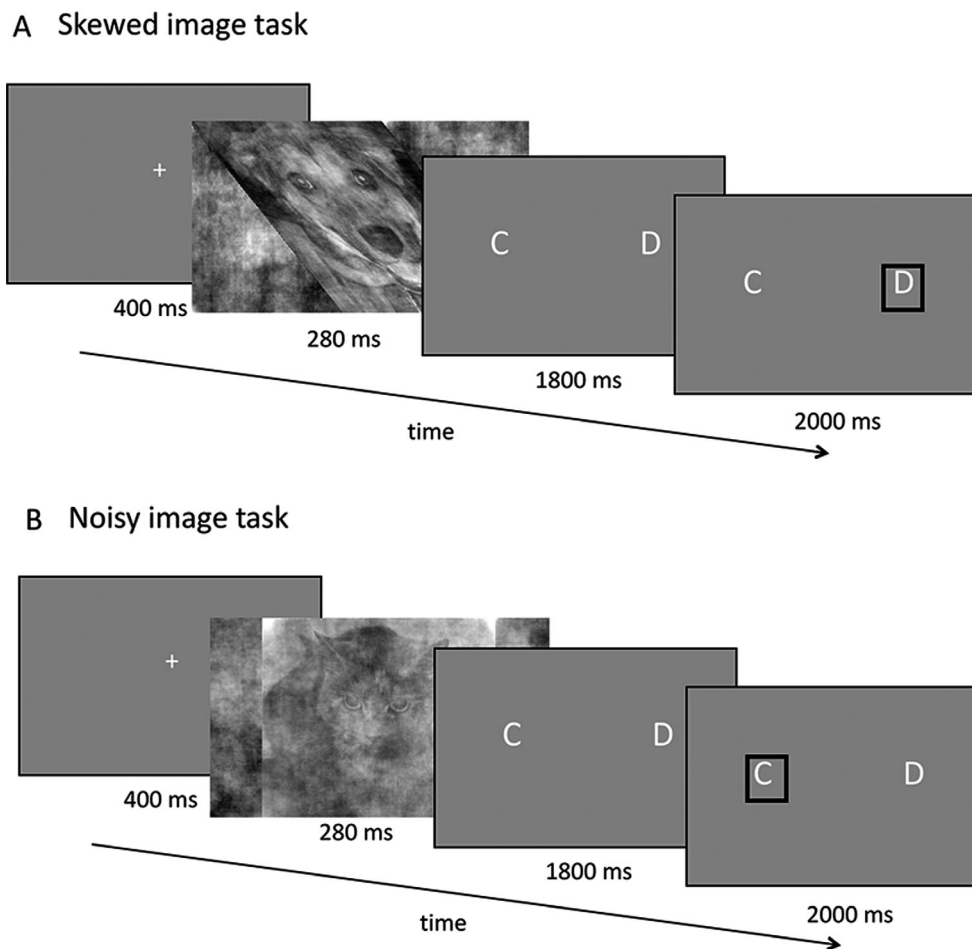 A Skewed image task
+
C D
C D
400 ms
280 ms
1800 ms
2000 ms
time
B Noisy image task
+
C D
C D
400 ms
280 ms
1800 ms
2000 ms
time